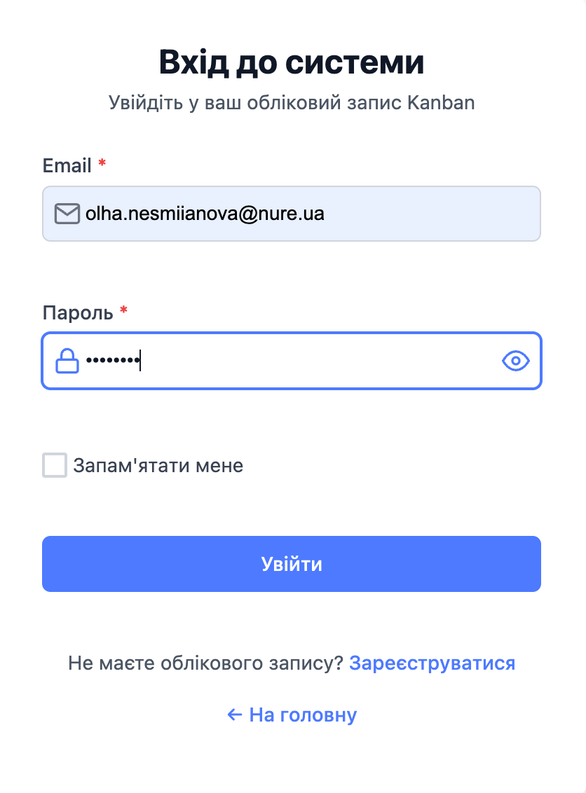 Вхід до системи
Увійдіть у ваш обліковий запис Kanban
Email *
olha.nesmiianova@nure.ua
Пароль *
••••••••
Запам'ятати мене
Увійти
Не маєте облікового запису? Зареєструватися
← На головну